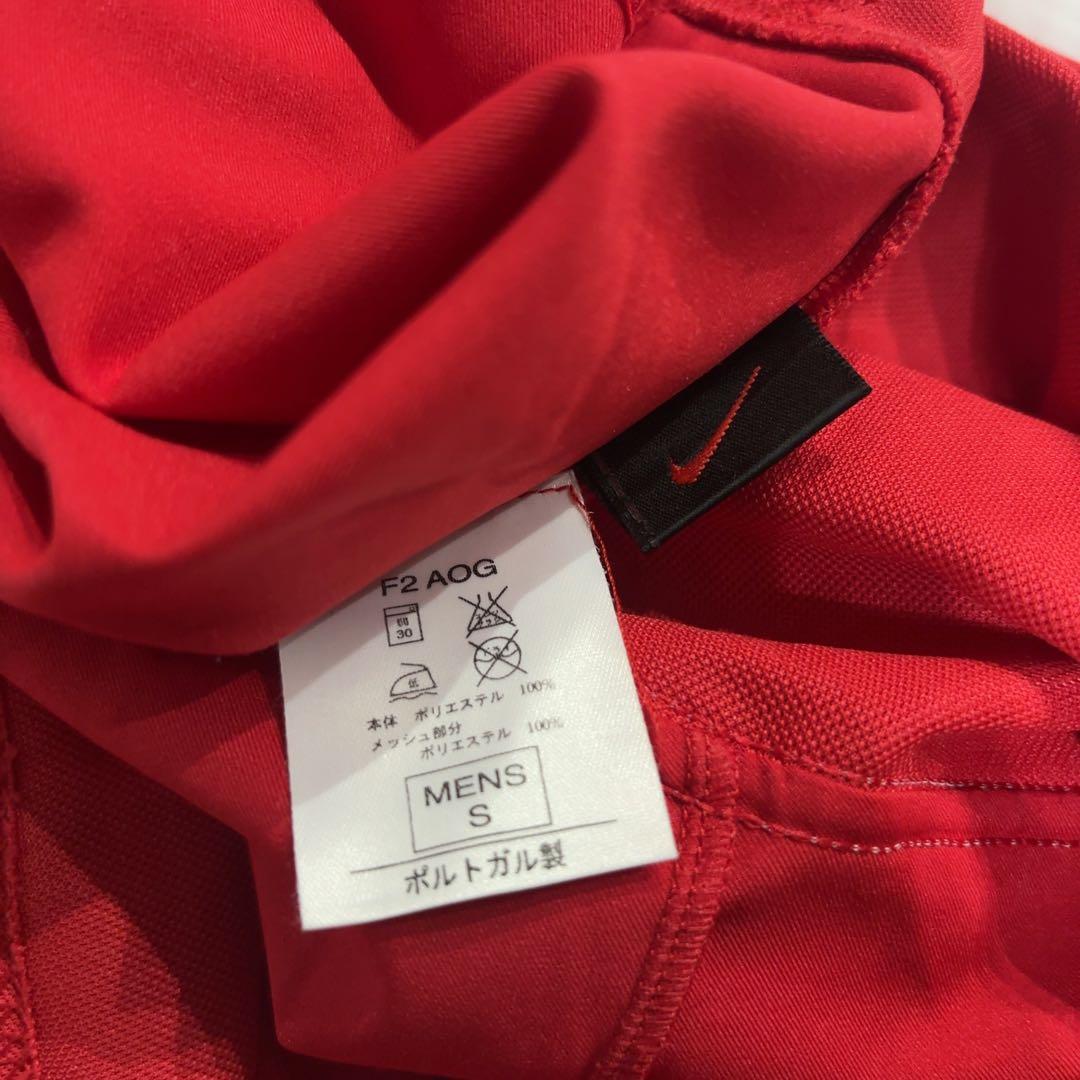 F2 AOG
弱
30
低
本体 ポリエステル 100%
メッシュ部分
ポリエステル 100%
MENS
S
ポルトガル製